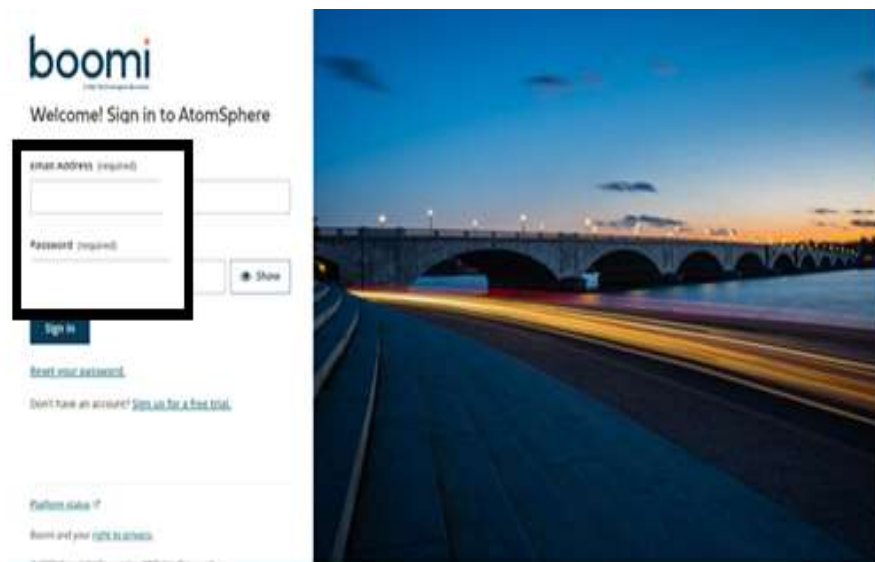 boomi
Welcome! Sign in to AtomSphere
Email Address (required)
Password (required)
Show
Sign In
Reset your password.
Don't have an account? Sign up for a free trial.
Platform status
Boomi and your right to privacy.